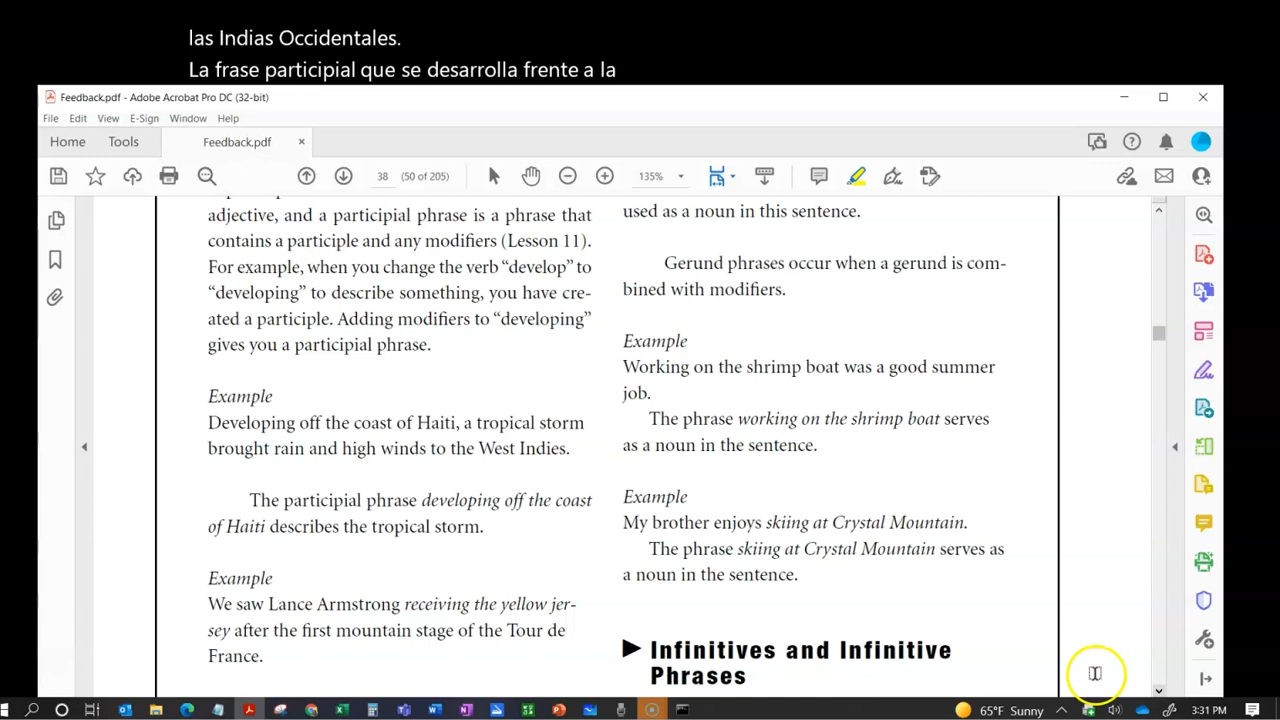 las Indias Occidentales.
La frase participial que se desarrolla frente a la
Feedback.pdf - Adobe Acrobat Pro DC (32-bit)
File Edit View E-Sign Window Help
Home Tools Feedback.pdf ×
38 (50 of 205) 135%
adjective, and a participial phrase is a phrase that
contains a participle and any modifiers (Lesson 11).
For example, when you change the verb “develop” to
“developing” to describe something, you have cre-
ated a participle. Adding modifiers to “developing”
gives you a participial phrase.
Example
Developing off the coast of Haiti, a tropical storm
brought rain and high winds to the West Indies.
The participial phrase developing off the coast
of Haiti describes the tropical storm.
Example
We saw Lance Armstrong receiving the yellow jer-
sey after the first mountain stage of the Tour de
France.
used as a noun in this sentence.
Gerund phrases occur when a gerund is com-
bined with modifiers.
Example
Working on the shrimp boat was a good summer
job.
The phrase working on the shrimp boat serves
as a noun in the sentence.
Example
My brother enjoys skiing at Crystal Mountain.
The phrase skiing at Crystal Mountain serves as
a noun in the sentence.
Infinitives and Infinitive
Phrases
65°F Sunny 3:31 PM